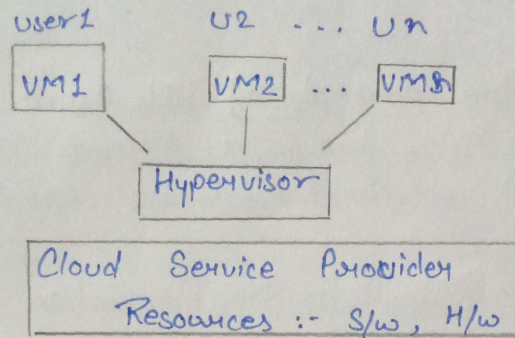 user1 U2 ... Un
VM1 VM2 ... VMn
Hypervisor
Cloud Service Provider
Resources :- S/w, H/w